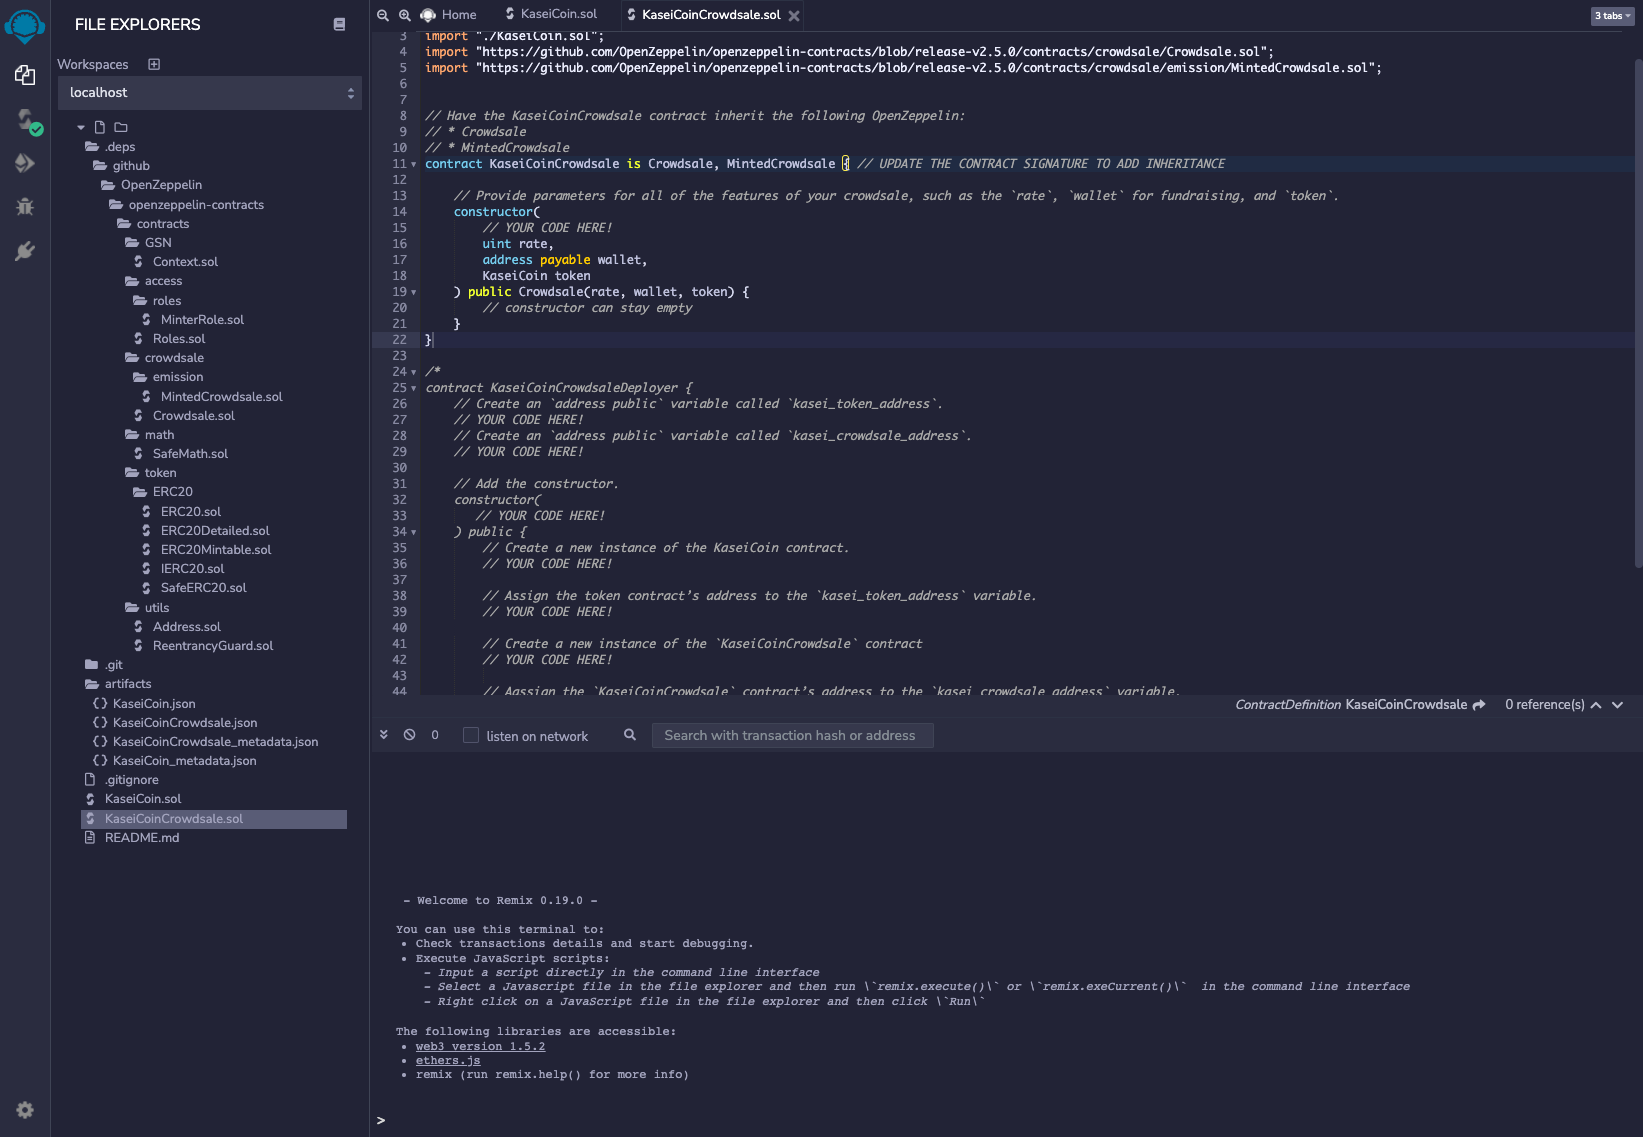 FILE EXPLORERS
Workspaces
localhost
.deps
github
OpenZeppelin
openzeppelin-contracts
contracts
GSN
Context.sol
access
roles
MinterRole.sol
Roles.sol
crowdsale
emission
MintedCrowdsale.sol
Crowdsale.sol
math
SafeMath.sol
token
ERC20
ERC20.sol
ERC20Detailed.sol
ERC20Mintable.sol
IERC20.sol
SafeERC20.sol
utils
Address.sol
ReentrancyGuard.sol
.git
artifacts
{} KaseiCoin.json
{} KaseiCoinCrowdsale.json
{} KaseiCoinCrowdsale_metadata.json
{} KaseiCoin_metadata.json
.gitignore
KaseiCoin.sol
KaseiCoinCrowdsale.sol
README.md
Home KaseiCoin.sol KaseiCoinCrowdsale.sol 3 tabs
3 import "./KaseiCoin.sol";
4 import "https://github.com/OpenZeppelin/openzeppelin-contracts/blob/release-v2.5.0/contracts/crowdsale/Crowdsale.sol";
5 import "https://github.com/OpenZeppelin/openzeppelin-contracts/blob/release-v2.5.0/contracts/crowdsale/emission/MintedCrowdsale.sol";
6
7
8 // Have the KaseiCoinCrowdsale contract inherit the following OpenZeppelin:
9 // * Crowdsale
10 // * MintedCrowdsale
11 contract KaseiCoinCrowdsale is Crowdsale, MintedCrowdsale { // UPDATE THE CONTRACT SIGNATURE TO ADD INHERITANCE
12
13 // Provide parameters for all of the features of your crowdsale, such as the `rate`, `wallet` for fundraising, and `token`.
14 constructor(
15 // YOUR CODE HERE!
16 uint rate,
17 address payable wallet,
18 KaseiCoin token
19 ) public Crowdsale(rate, wallet, token) {
20 // constructor can stay empty
21 }
22 }
23
24 /*
25 contract KaseiCoinCrowdsaleDeployer {
26 // Create an `address public` variable called `kasei_token_address`.
27 // YOUR CODE HERE!
28 // Create an `address public` variable called `kasei_crowdsale_address`.
29 // YOUR CODE HERE!
30
31 // Add the constructor.
32 constructor(
33 // YOUR CODE HERE!
34 ) public {
35 // Create a new instance of the KaseiCoin contract.
36 // YOUR CODE HERE!
37
38 // Assign the token contract's address to the `kasei_token_address` variable.
39 // YOUR CODE HERE!
40
41 // Create a new instance of the `KaseiCoinCrowdsale` contract
42 // YOUR CODE HERE!
43
44 // Aassign the `KaseiCoinCrowdsale` contract's address to the `kasei_crowdsale_address` variable.
ContractDefinition KaseiCoinCrowdsale 0 reference(s)
0 listen on network Search with transaction hash or address
- Welcome to Remix 0.19.0 -
You can use this terminal to:
• Check transactions details and start debugging.
• Execute JavaScript scripts:
- Input a script directly in the command line interface
- Select a Javascript file in the file explorer and then run \`remix.execute()\` or \`remix.exeCurrent()\` in the command line interface
- Right click on a JavaScript file in the file explorer and then click \`Run\`
The following libraries are accessible:
• web3 version 1.5.2
• ethers.js
• remix (run remix.help() for more info)
>